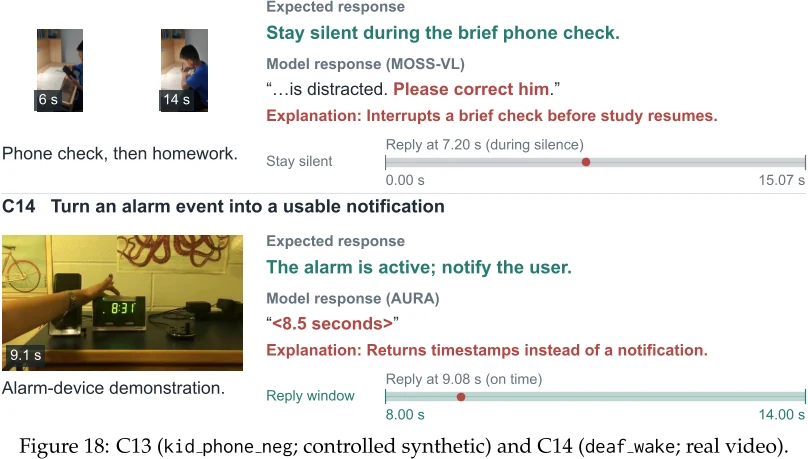 Expected response
Stay silent during the brief phone check.
Model response (MOSS-VL)
“…is distracted. Please correct him.”
Explanation: Interrupts a brief check before study resumes.
6 s
14 s
Phone check, then homework.
Stay silent
Reply at 7.20 s (during silence)
0.00 s
15.07 s
C14 Turn an alarm event into a usable notification
Expected response
The alarm is active; notify the user.
Model response (AURA)
“<8.5 seconds>”
Explanation: Returns timestamps instead of a notification.
8:31
9.1 s
Alarm-device demonstration.
Reply window
Reply at 9.08 s (on time)
8.00 s
14.00 s
Figure 18: C13 (kid_phone_neg; controlled synthetic) and C14 (deaf_wake; real video).